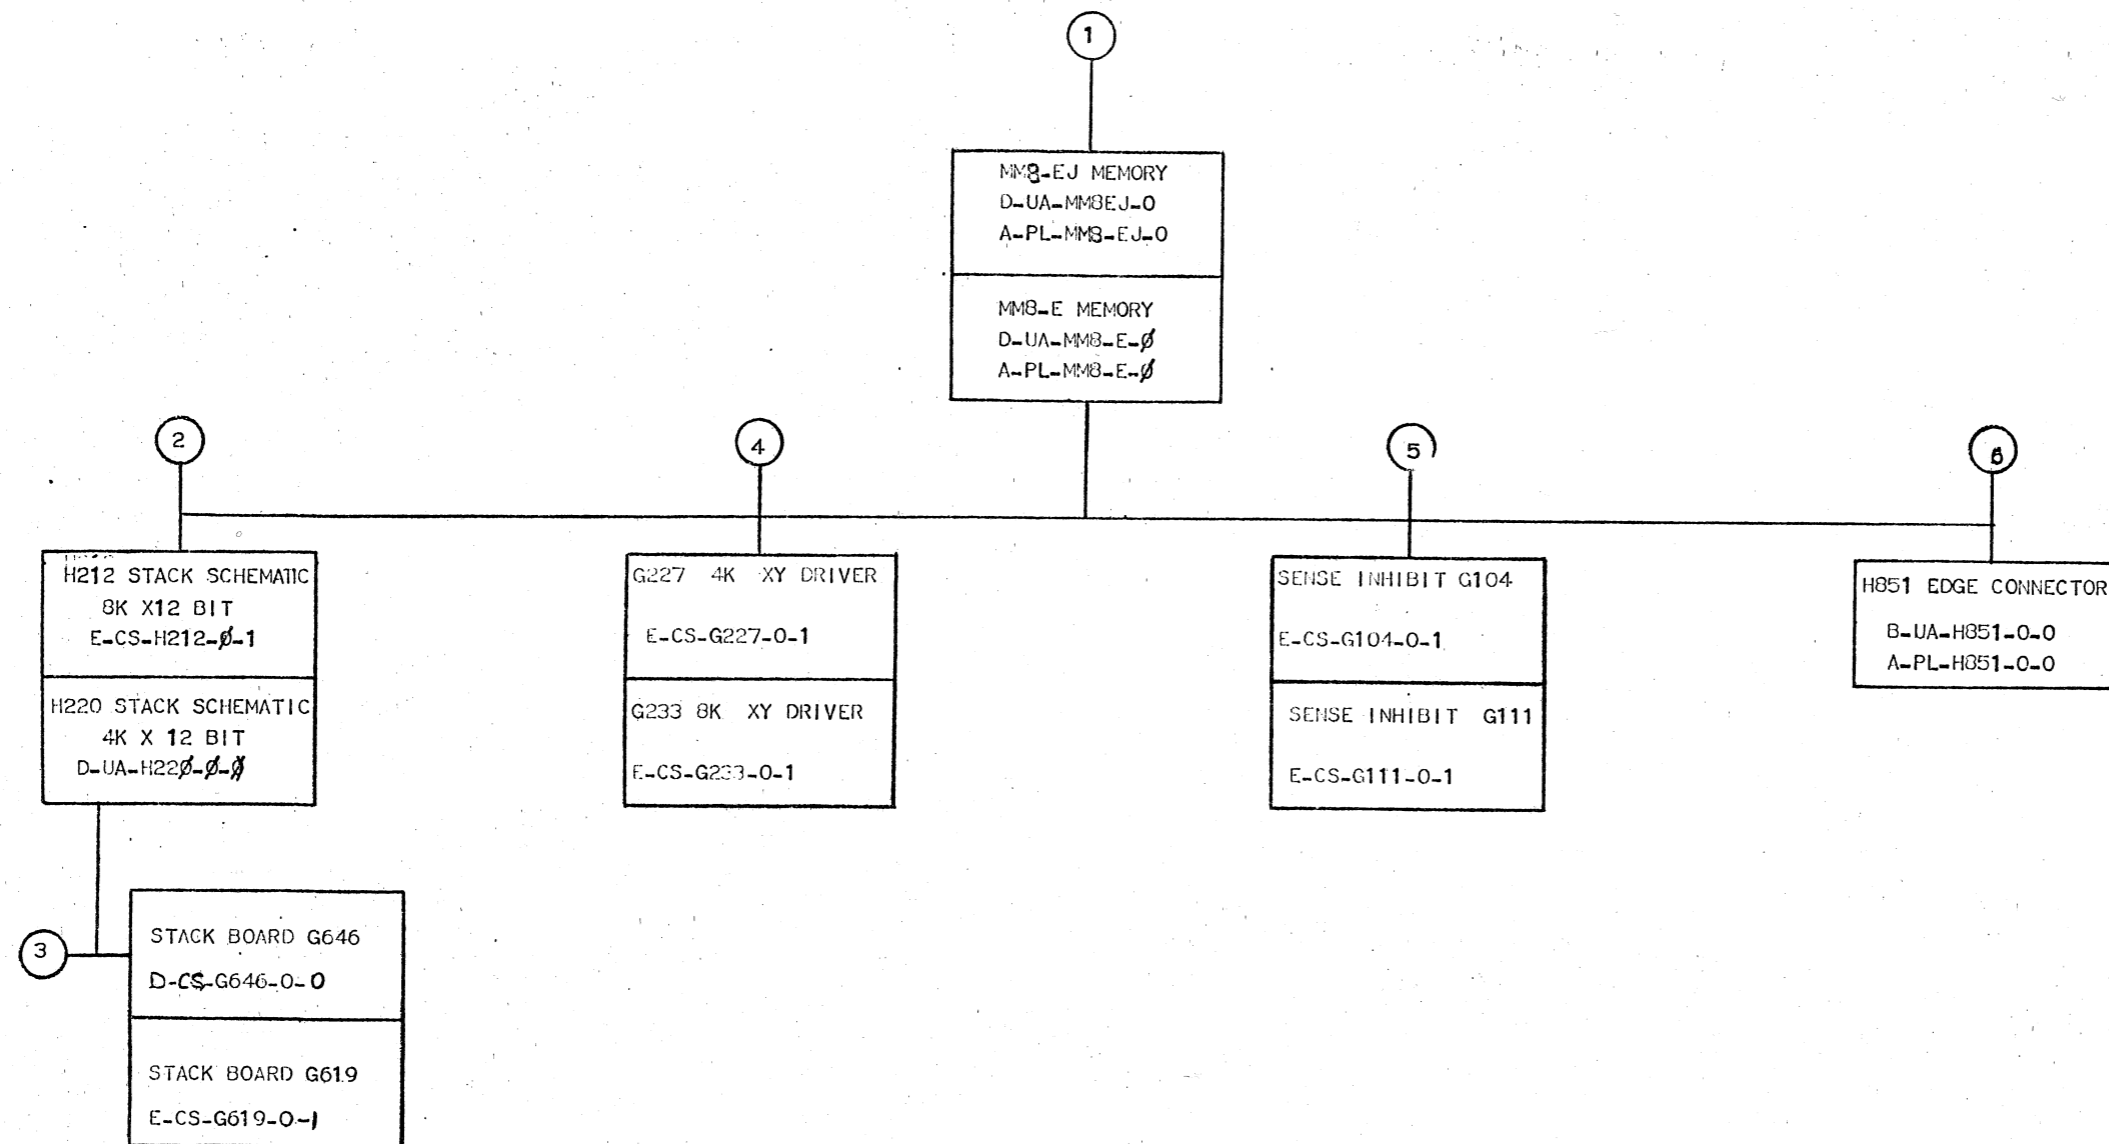 1
MM8-EJ MEMORY
D-UA-MM8EJ-0
A-PL-MM8-EJ-0
MM8-E MEMORY
D-UA-MM8-E-Ø
A-PL-MM8-E-Ø
2
4
5
6
H212 STACK SCHEMATIC
8K X12 BIT
E-CS-H212-Ø-1
H220 STACK SCHEMATIC
4K X 12 BIT
D-UA-H22Ø-Ø-Ø
G227 4K XY DRIVER
E-CS-G227-0-1
G233 8K XY DRIVER
E-CS-G233-0-1
SENSE INHIBIT G104
E-CS-G104-0-1
SENSE INHIBIT G111
E-CS-G111-0-1
H851 EDGE CONNECTOR
B-UA-H851-0-0
A-PL-H851-0-0
3
STACK BOARD G646
D-CS-G646-0-0
STACK BOARD G619
E-CS-G619-0-1